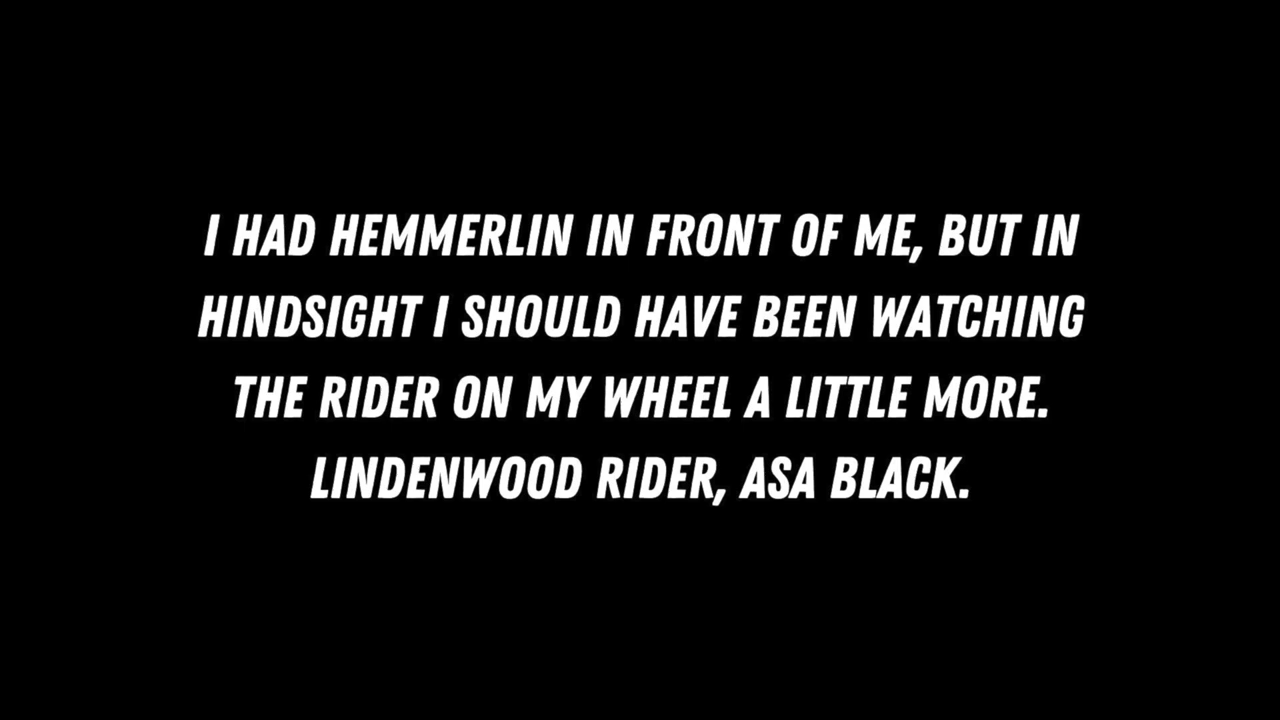 I HAD HEMMERLIN IN FRONT OF ME, BUT IN
HINDSIGHT I SHOULD HAVE BEEN WATCHING
THE RIDER ON MY WHEEL A LITTLE MORE.
LINDENWOOD RIDER, ASA BLACK.